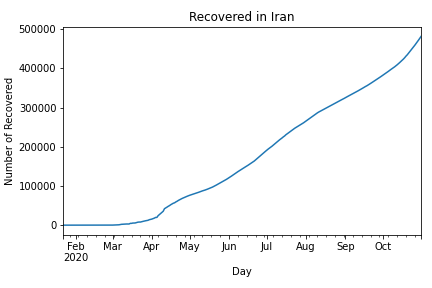 Recovered in Iran
500000
400000
300000
200000
100000
0
Number of Recovered
Feb Mar Apr May Jun Jul Aug Sep Oct
2020
Day